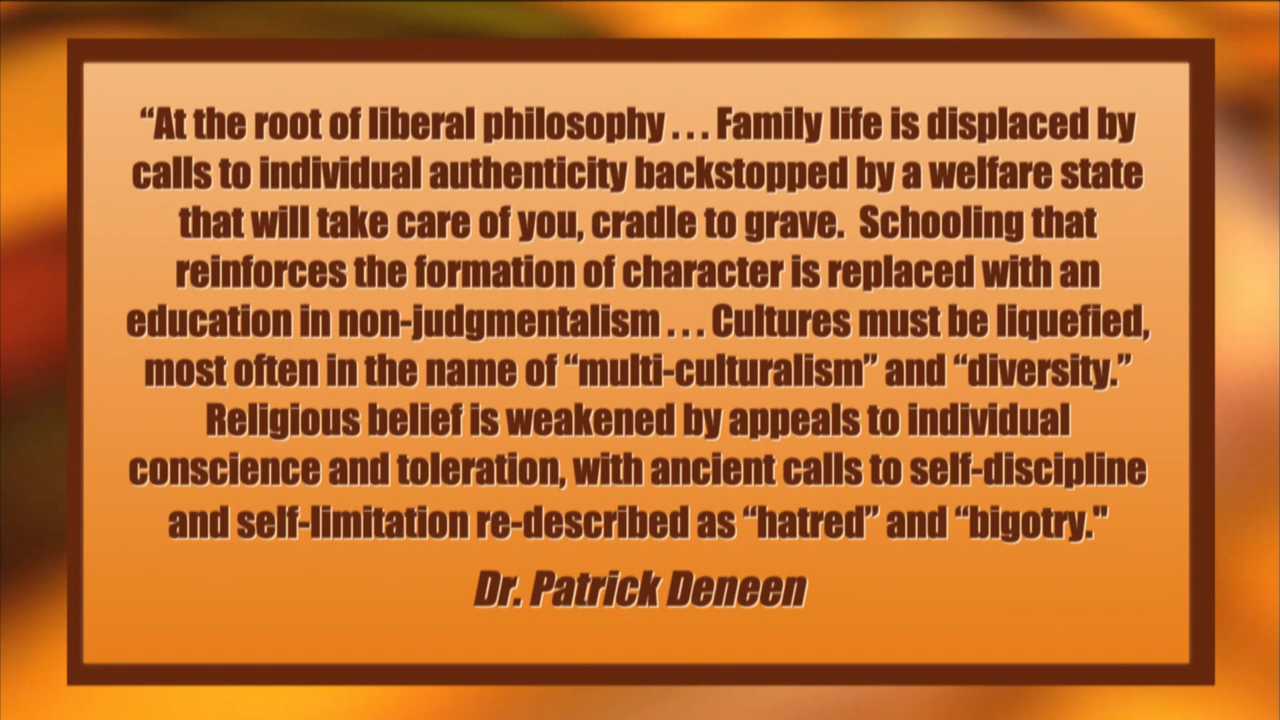 “At the root of liberal philosophy . . . Family life is displaced by
calls to individual authenticity backstopped by a welfare state
that will take care of you, cradle to grave.  Schooling that
reinforces the formation of character is replaced with an
education in non-judgmentalism . . . Cultures must be liquefied,
most often in the name of “multi-culturalism” and “diversity.”
Religious belief is weakened by appeals to individual
conscience and toleration, with ancient calls to self-discipline
and self-limitation re-described as “hatred” and “bigotry."
Dr. Patrick Deneen